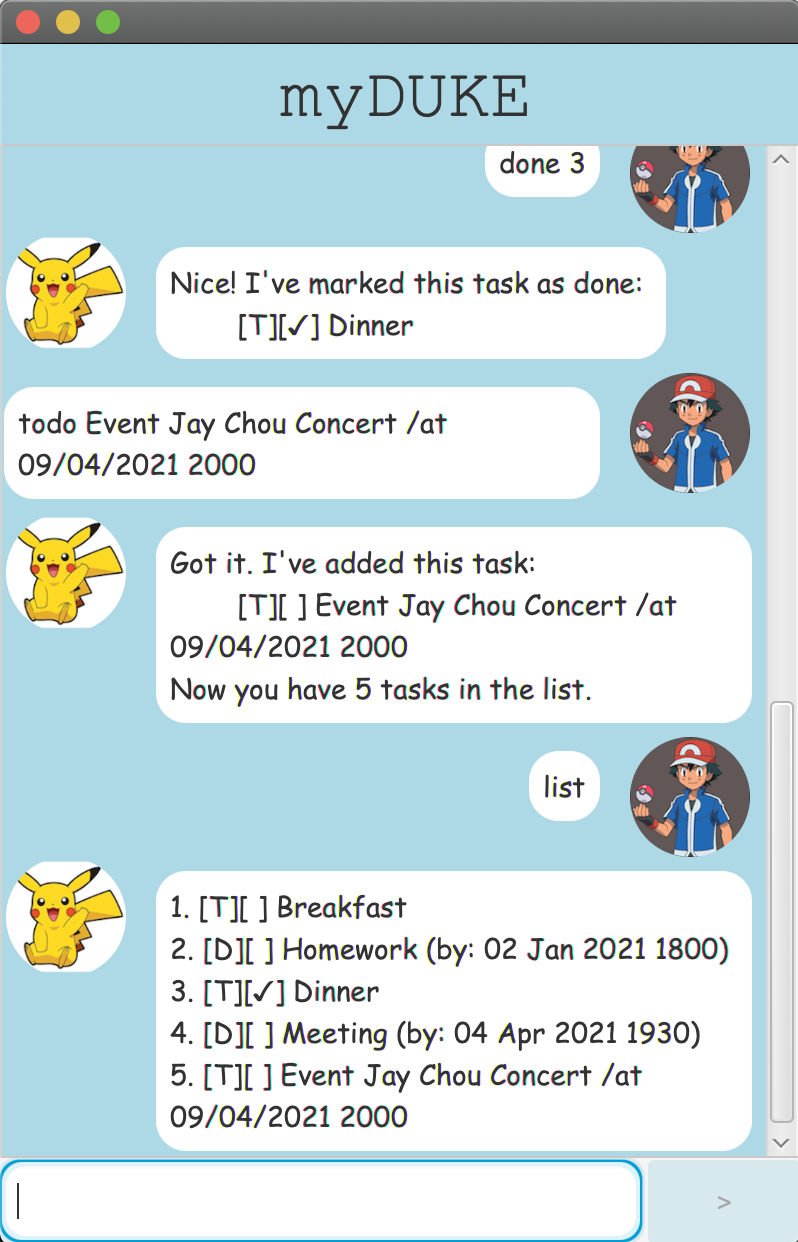 myDUKE
done 3
Nice! I've marked this task as done:
[T][✓] Dinner
todo Event Jay Chou Concert /at
09/04/2021 2000
Got it. I've added this task:
[T][ ] Event Jay Chou Concert /at
09/04/2021 2000
Now you have 5 tasks in the list.
list
1. [T][ ] Breakfast
2. [D][ ] Homework (by: 02 Jan 2021 1800)
3. [T][✓] Dinner
4. [D][ ] Meeting (by: 04 Apr 2021 1930)
5. [T][ ] Event Jay Chou Concert /at
09/04/2021 2000
>